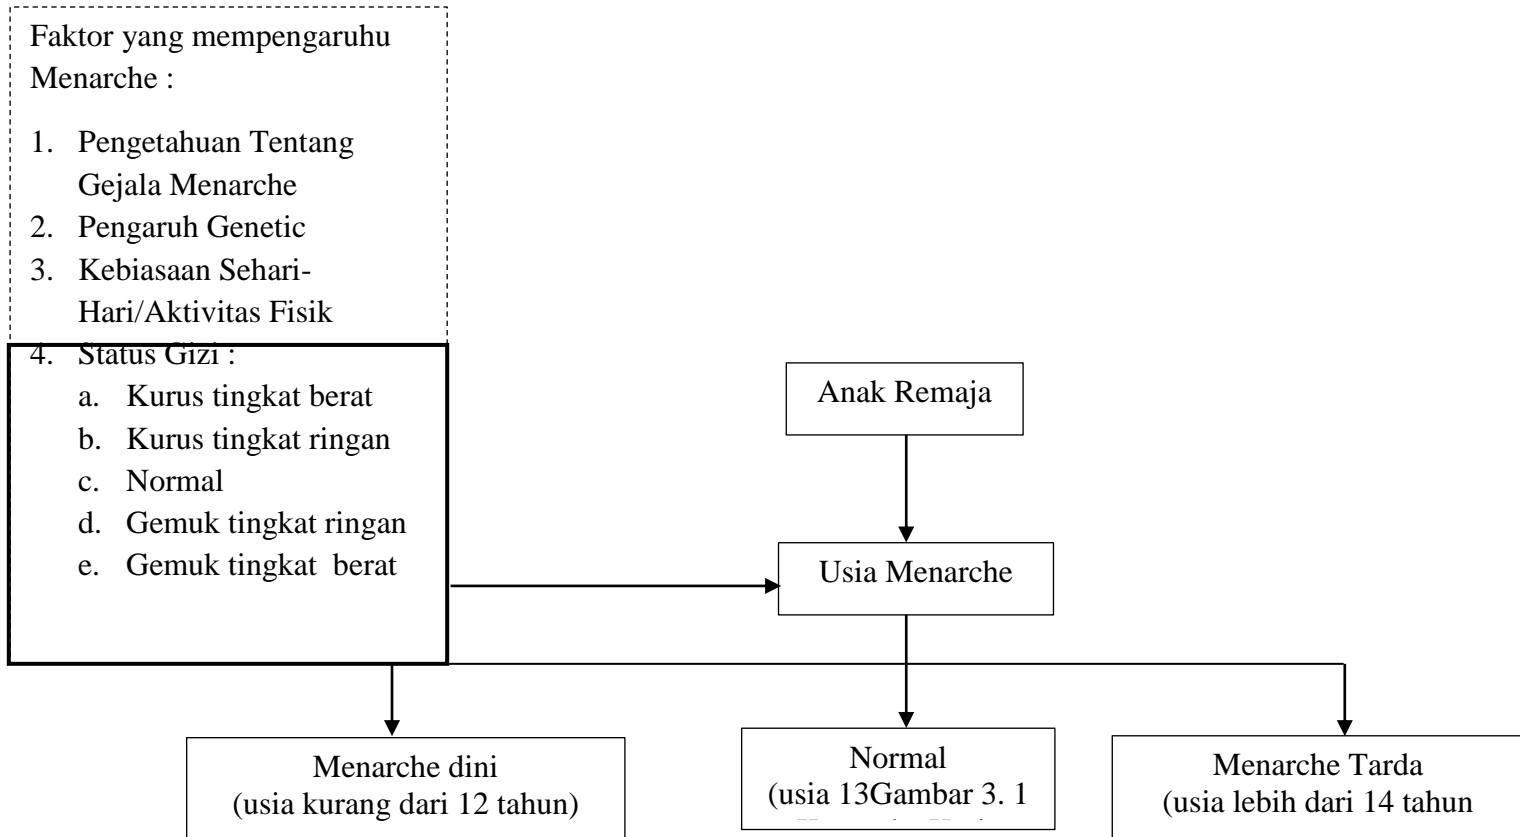 Faktor yang mempengaruhu
Menarche :
1. Pengetahuan Tentang
Gejala Menarche
2. Pengaruh Genetic
3. Kebiasaan Sehari-
Hari/Aktivitas Fisik
4. Status Gizi :
a. Kurus tingkat berat
b. Kurus tingkat ringan
c. Normal
d. Gemuk tingkat ringan
e. Gemuk tingkat berat
Anak Remaja
Usia Menarche
Menarche dini
(usia kurang dari 12 tahun)
Normal
(usia 13Gambar 3. 1
Menarche Tarda
(usia lebih dari 14 tahun